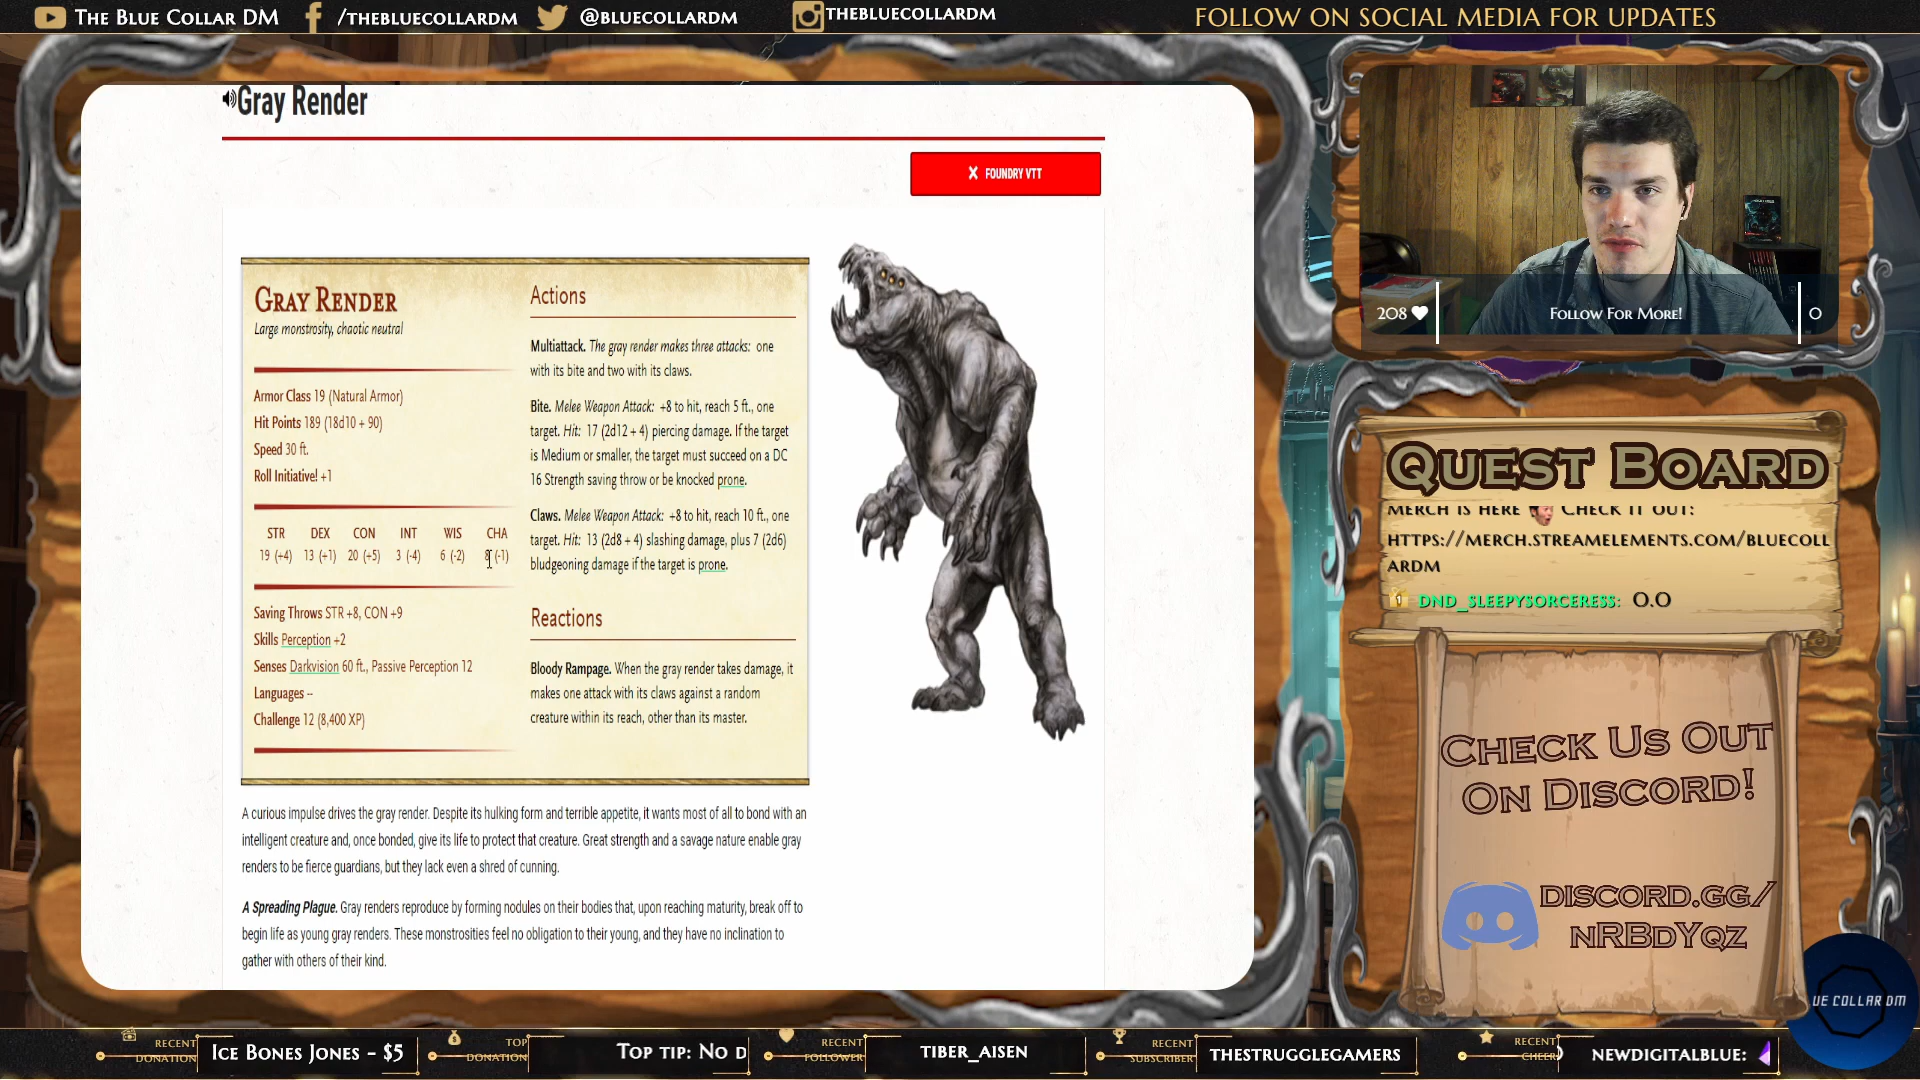 The Blue Collar DM
/thebluecollardm
@bluecollardm
thebluecollardm
Follow on social media for updates
Gray Render
FOUNDRY VTT
Gray Render
Large monstrosity, chaotic neutral
Armor Class 19 (Natural Armor)
Hit Points 189 (18d10 + 90)
Speed 30 ft.
Roll Initiative! +1
STR DEX CON INT WIS CHA
19 (+4) 13 (+1) 20 (+5) 3 (-4) 6 (-2) 8 (-1)
Saving Throws STR +8, CON +9
Skills Perception +2
Senses Darkvision 60 ft., Passive Perception 12
Languages --
Challenge 12 (8,400 XP)
Actions
Multiattack. The gray render makes three attacks: one
with its bite and two with its claws.
Bite. Melee Weapon Attack: +8 to hit, reach 5 ft., one
target. Hit: 17 (2d12 + 4) piercing damage. If the target
is Medium or smaller, the target must succeed on a DC
16 Strength saving throw or be knocked prone.
Claws. Melee Weapon Attack: +8 to hit, reach 10 ft., one
target. Hit: 13 (2d8 + 4) slashing damage, plus 7 (2d6)
bludgeoning damage if the target is prone.
Reactions
Bloody Rampage. When the gray render takes damage, it
makes one attack with its claws against a random
creature within its reach, other than its master.
A curious impulse drives the gray render. Despite its hulking form and terrible appetite, it wants most of all to bond with an
intelligent creature and, once bonded, give its life to protect that creature. Great strength and a savage nature enable gray
renders to be fierce guardians, but they lack even a shred of cunning.
A Spreading Plague. Gray renders reproduce by forming nodules on their bodies that, upon reaching maturity, break off to
begin life as young gray renders. These monstrosities feel no obligation to their young, and they have no inclination to
gather with others of their kind.
208
Follow For More!
0
Quest Board
merch is here check it out:
https://merch.streamelements.com/bluecoll
ardm
dnd_sleepysorceress: O.O
Check Us Out
On Discord!
discord.gg/
nRBdYqz
UE COLLAR DM
Recent Donation
Ice Bones Jones - $5
Top Donation
Top tip: No d
Recent Follower
tiber_aisen
Recent Subscriber
thestrugglegamers
Recent Cheer
newdigitalblue: